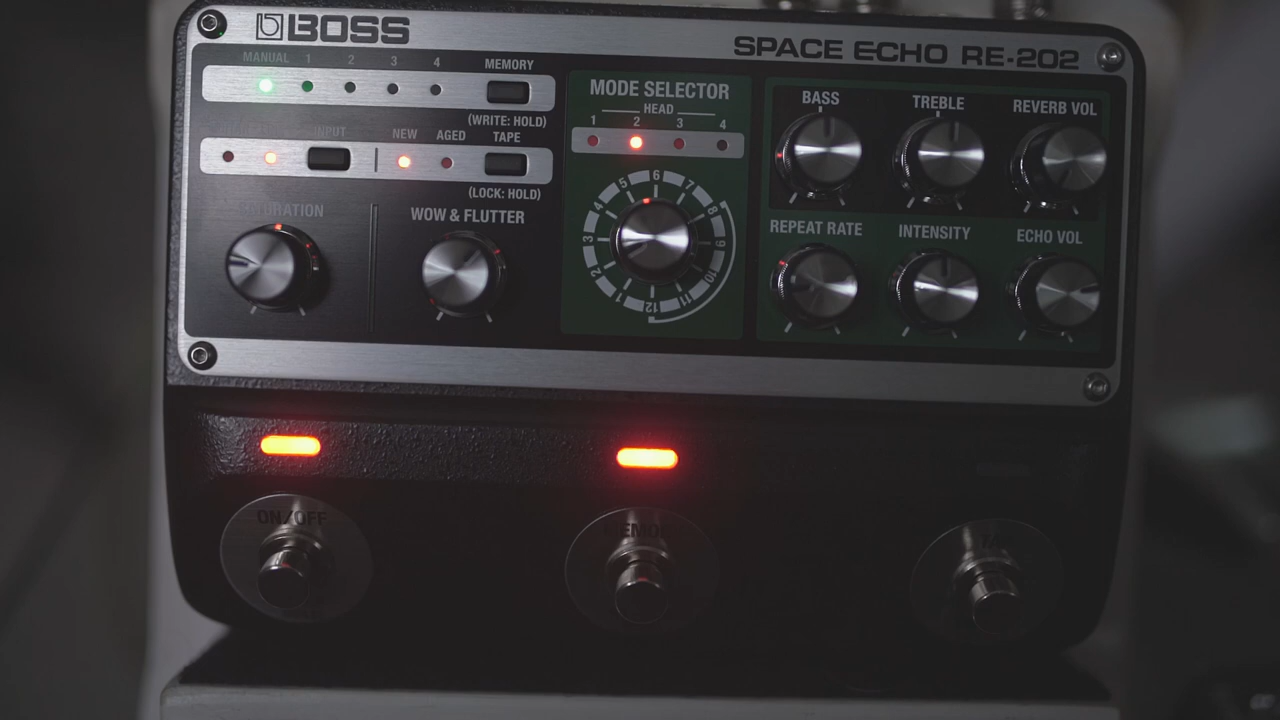 BOSS
SPACE ECHO RE-202
MANUAL 1 2 3 4 MEMORY
(WRITE: HOLD)
INPUT NEW AGED TAPE
(LOCK: HOLD)
SATURATION WOW & FLUTTER
MODE SELECTOR
HEAD
1 2 3 4
1 2 3 4 5 6 7 8 9 10 11 12
BASS TREBLE REVERB VOL
REPEAT RATE INTENSITY ECHO VOL
ON/OFF